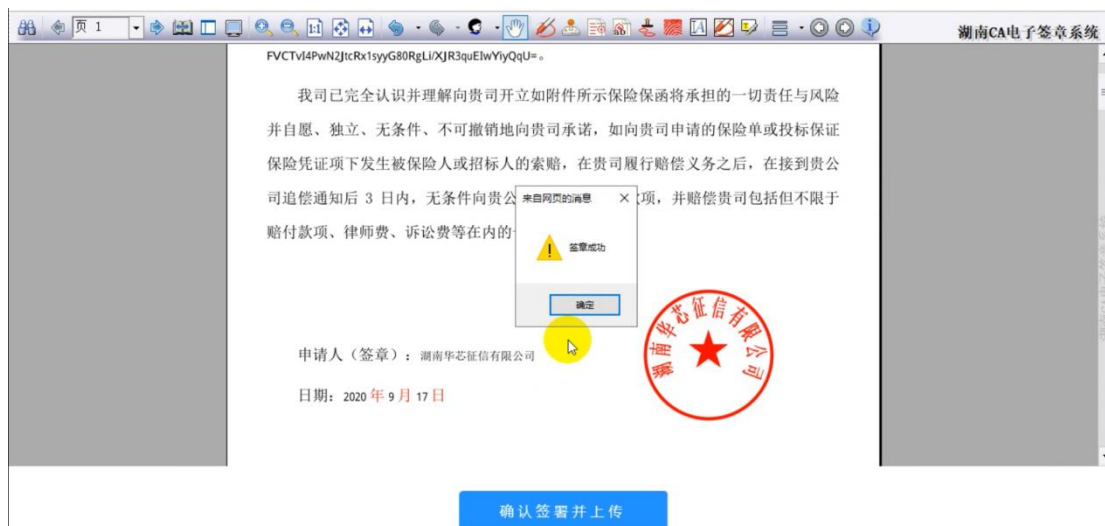 页 1
湖南CA电子签章系统
FVCTvI4PwN2JtcRx1syyG80RgLi/XJR3quEIwYiyQqU=。
我司已完全认识并理解向贵司开立如附件所示保险保函将承担的一切责任与风险
并自愿、独立、无条件、不可撤销地向贵司承诺，如向贵司申请的保险单或投标保证
保险凭证项下发生被保险人或招标人的索赔，在贵司履行赔偿义务之后，在接到贵公
司追偿通知后 3 日内，无条件向贵公
款项，并赔偿贵司包括但不限于
赔付款项、律师费、诉讼费等在内的一
来自网页的消息
签章成功
确定
申请人（签章）：湖南华芯征信有限公司
日期：2020 年 9 月 17 日
湖南华芯征信有限公司
确认签署并上传